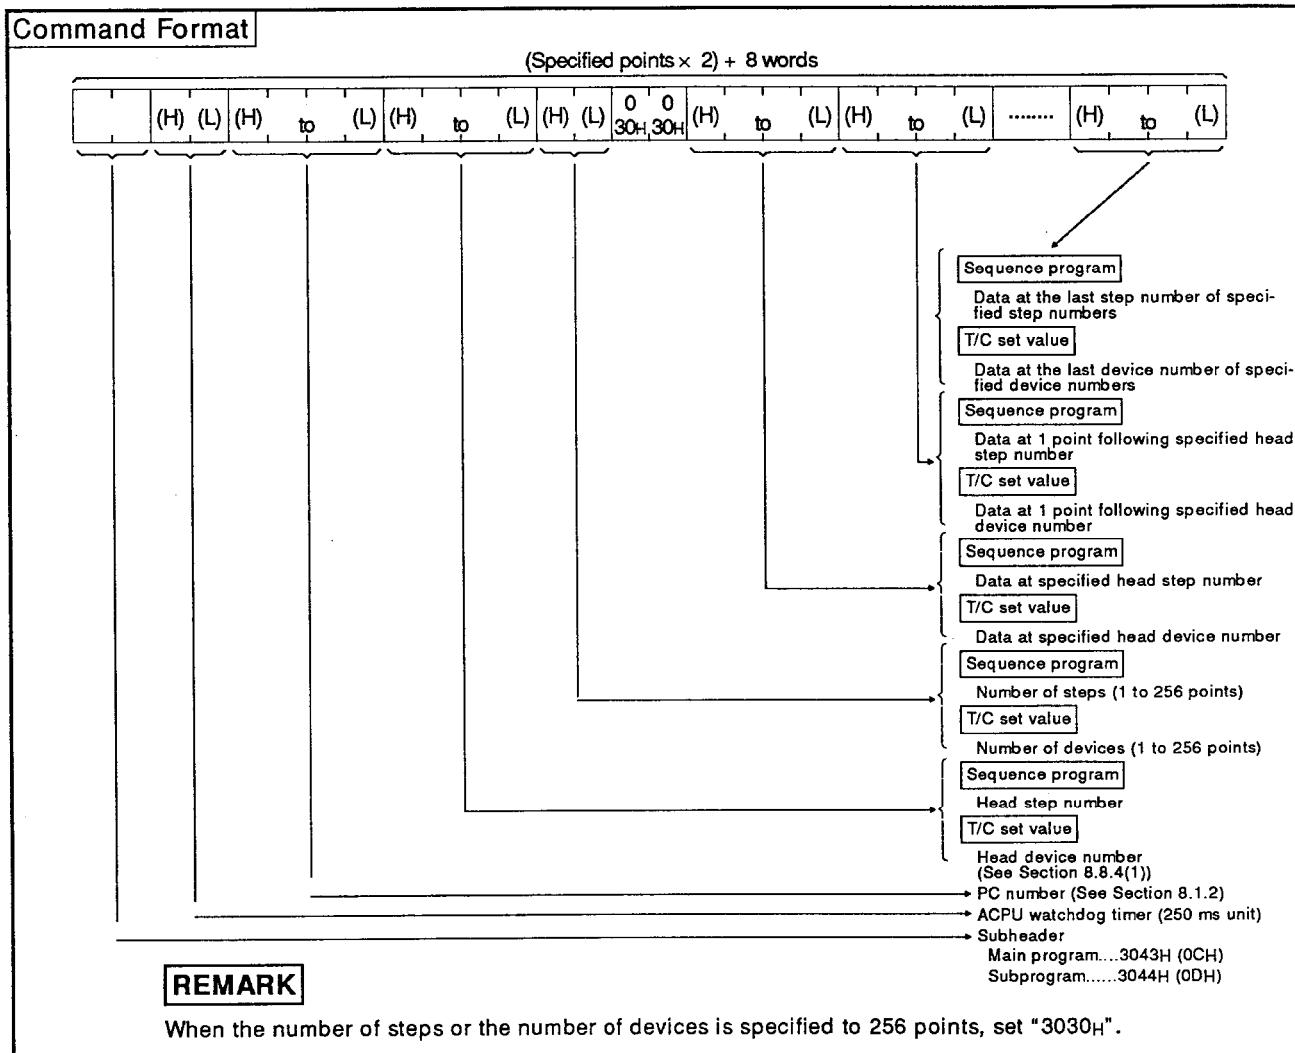 Command Format
(Specified points × 2) + 8 words
(H) (L) (H) to (L) (H) to (L) (H) (L) 0 0 (H) to (L) (H) to (L) ········ (H) to (L)
30H 30H
Sequence program
Data at the last step number of speci-
fied step numbers
T/C set value
Data at the last device number of speci-
fied device numbers
Sequence program
Data at 1 point following specified head
step number
T/C set value
Data at 1 point following specified head
device number
Sequence program
Data at specified head step number
T/C set value
Data at specified head device number
Sequence program
Number of steps (1 to 256 points)
T/C set value
Number of devices (1 to 256 points)
Sequence program
Head step number
T/C set value
Head device number
(See Section 8.8.4(1))
PC number (See Section 8.1.2)
ACPU watchdog timer (250 ms unit)
Subheader
Main program....3043H (0CH)
Subprogram......3044H (0DH)
REMARK
When the number of steps or the number of devices is specified to 256 points, set "3030H".